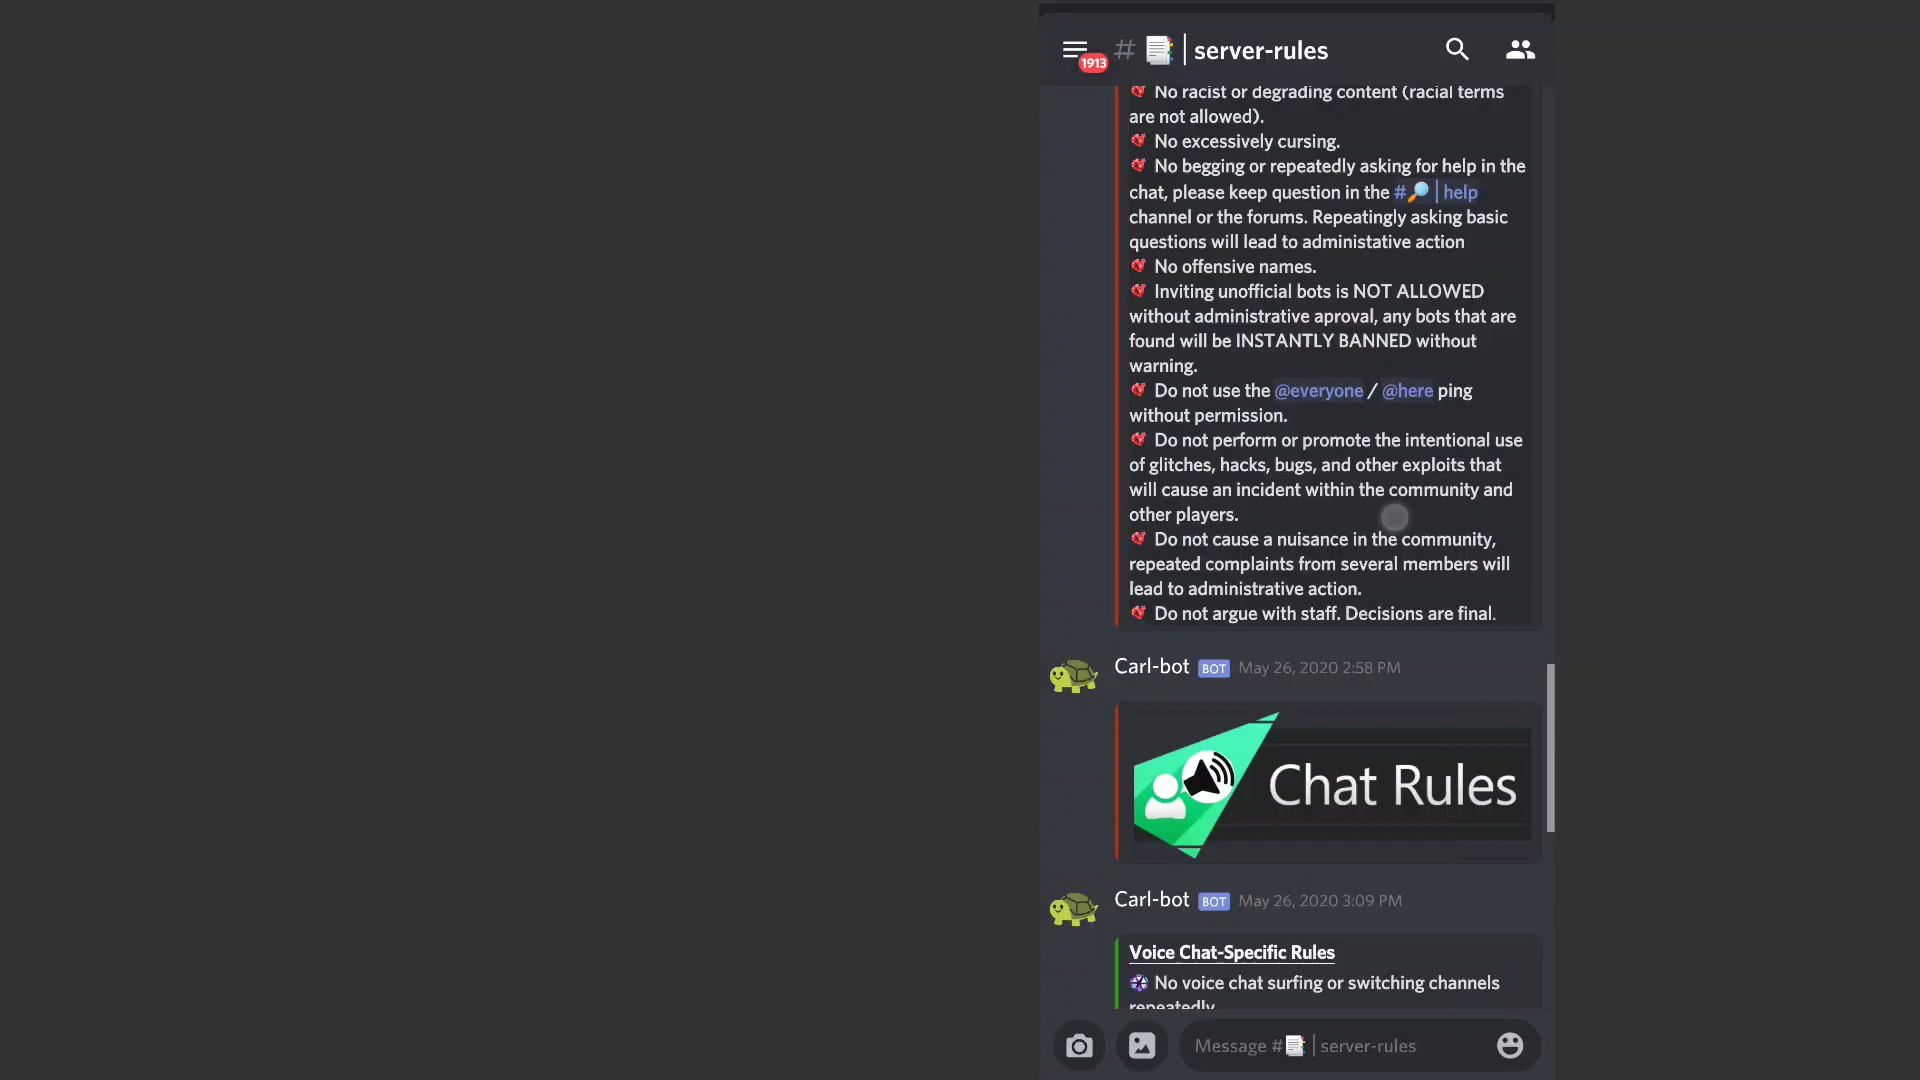 1913 # | server-rules
No racist or degrading content (racial terms
are not allowed).
No excessively cursing.
No begging or repeatedly asking for help in the
chat, please keep question in the # | help
channel or the forums. Repeatingly asking basic
questions will lead to administative action
No offensive names.
Inviting unofficial bots is NOT ALLOWED
without administrative aproval, any bots that are
found will be INSTANTLY BANNED without
warning.
Do not use the @everyone / @here ping
without permission.
Do not perform or promote the intentional use
of glitches, hacks, bugs, and other exploits that
will cause an incident within the community and
other players.
Do not cause a nuisance in the community,
repeated complaints from several members will
lead to administrative action.
Do not argue with staff. Decisions are final.
Carl-bot BOT May 26, 2020 2:58 PM
Chat Rules
Carl-bot BOT May 26, 2020 3:09 PM
Voice Chat-Specific Rules
No voice chat surfing or switching channels
repeatedly
Message # | server-rules